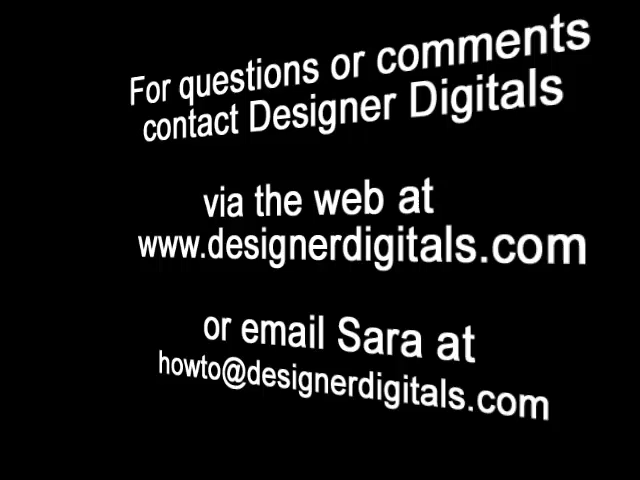 For questions or comments
contact Designer Digitals
via the web at
www.designerdigitals.com
or email Sara at
howto@designerdigitals.com